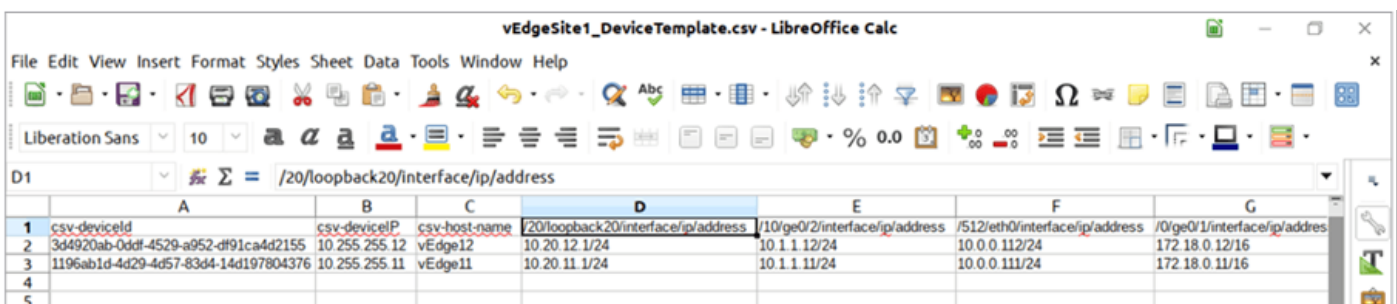 vEdgeSite1_DeviceTemplate.csv - LibreOffice Calc
File Edit View Insert Format Styles Sheet Data Tools Window Help
Abc
Liberation Sans 10 a a a a % 0.0
D1 fx Σ = /20/loopback20/interface/ip/address
A B C D E F G
1 csv-deviceId csv-deviceIP csv-host-name /20/loopback20/interface/ip/address /10/ge0/2/interface/ip/address /512/eth0/interface/ip/address /0/ge0/1/interface/ip/addres
2 3d4920ab-0ddf-4529-a952-df91ca4d2155 10.255.255.12 vEdge12 10.20.12.1/24 10.1.1.12/24 10.0.0.112/24 172.18.0.12/16
3 1196ab1d-4d29-4d57-83d4-14d197804376 10.255.255.11 vEdge11 10.20.11.1/24 10.1.1.11/24 10.0.0.111/24 172.18.0.11/16
4
5